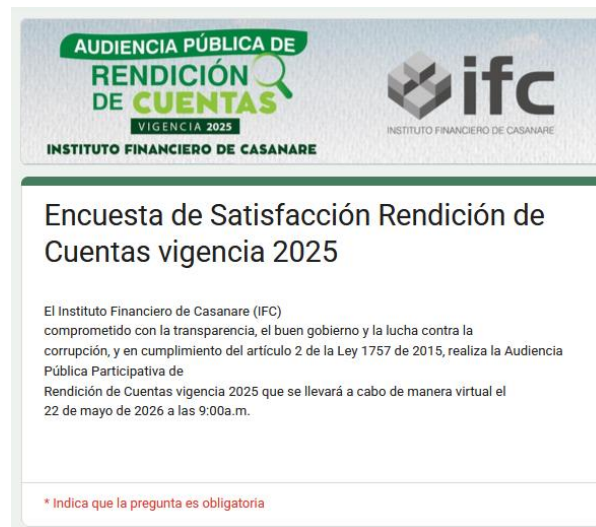 AUDIENCIA PÚBLICA DE
RENDICIÓN
DE CUENTAS
VIGENCIA 2025
INSTITUTO FINANCIERO DE CASANARE
ifc
INSTITUTO FINANCIERO DE CASANARE
Encuesta de Satisfacción Rendición de
Cuentas vigencia 2025
El Instituto Financiero de Casanare (IFC)
comprometido con la transparencia, el buen gobierno y la lucha contra la
corrupción, y en cumplimiento del artículo 2 de la Ley 1757 de 2015, realiza la Audiencia
Pública Participativa de
Rendición de Cuentas vigencia 2025 que se llevará a cabo de manera virtual el
22 de mayo de 2026 a las 9:00a.m.
* Indica que la pregunta es obligatoria